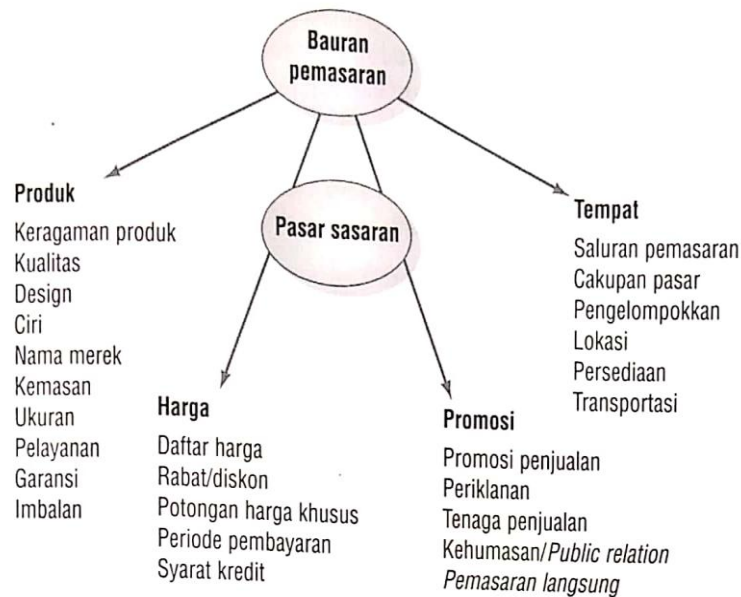 Bauran
pemasaran
Pasar sasaran
Produk
Keragaman produk
Kualitas
Design
Ciri
Nama merek
Kemasan
Ukuran
Pelayanan
Garansi
Imbalan
Harga
Daftar harga
Rabat/diskon
Potongan harga khusus
Periode pembayaran
Syarat kredit
Promosi
Promosi penjualan
Periklanan
Tenaga penjualan
Kehumasan/Public relation
Pemasaran langsung
Tempat
Saluran pemasaran
Cakupan pasar
Pengelompokkan
Lokasi
Persediaan
Transportasi